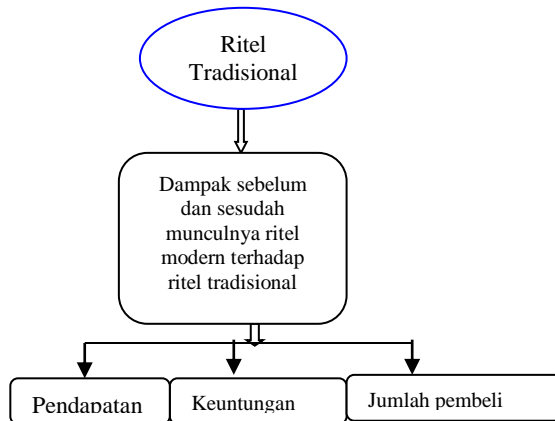 Ritel
Tradisional
Dampak sebelum
dan sesudah
munculnya ritel
modern terhadap
ritel tradisional
Pendapatan
Keuntungan
Jumlah pembeli